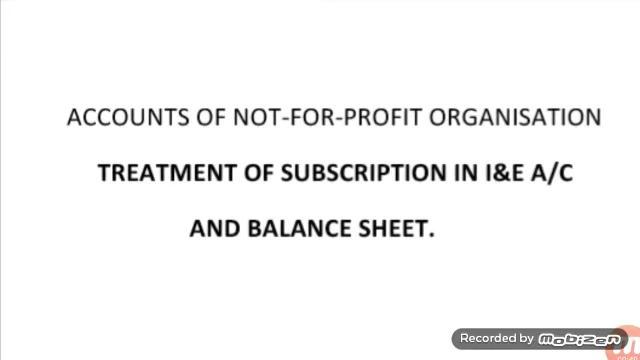 ACCOUNTS OF NOT-FOR-PROFIT ORGANISATION
TREATMENT OF SUBSCRIPTION IN I&E A/C
AND BALANCE SHEET.
Recorded by mobizen